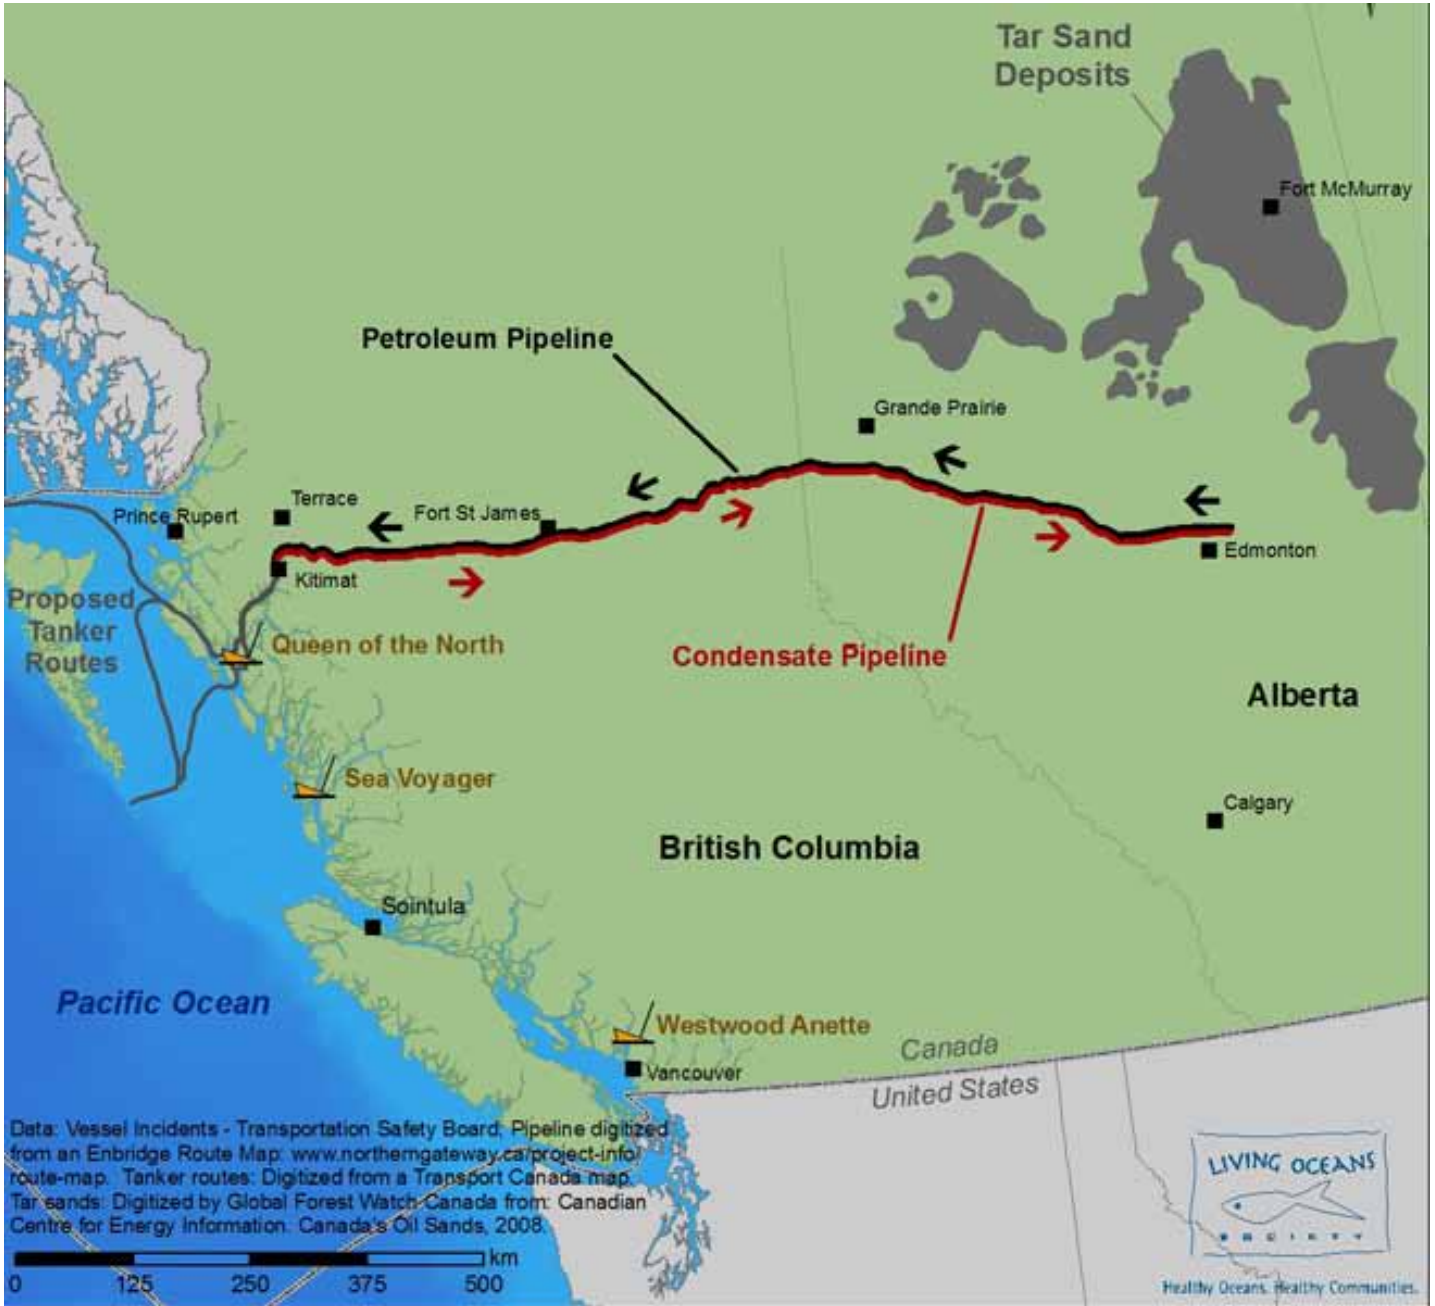 Tar Sand
Deposits
Fort McMurray
Petroleum Pipeline
Grande Prairie
Terrace
Prince Rupert
Fort St James
Edmonton
Kitimat
Proposed
Tanker
Routes
Queen of the North
Condensate Pipeline
Alberta
Sea Voyager
Calgary
British Columbia
Sointula
Pacific Ocean
Westwood Anette
Canada
Vancouver
United States
Data: Vessel Incidents - Transportation Safety Board; Pipeline digitized
from an Enbridge Route Map: www.northerngateway.ca/project-info/
route-map. Tanker routes: Digitized from a Transport Canada map.
Tar sands: Digitized by Global Forest Watch Canada from: Canadian
Centre for Energy Information. Canada's Oil Sands, 2008.
km
0 125 250 375 500
LIVING OCEANS
SOCIETY
Healthy Oceans. Healthy Communities.